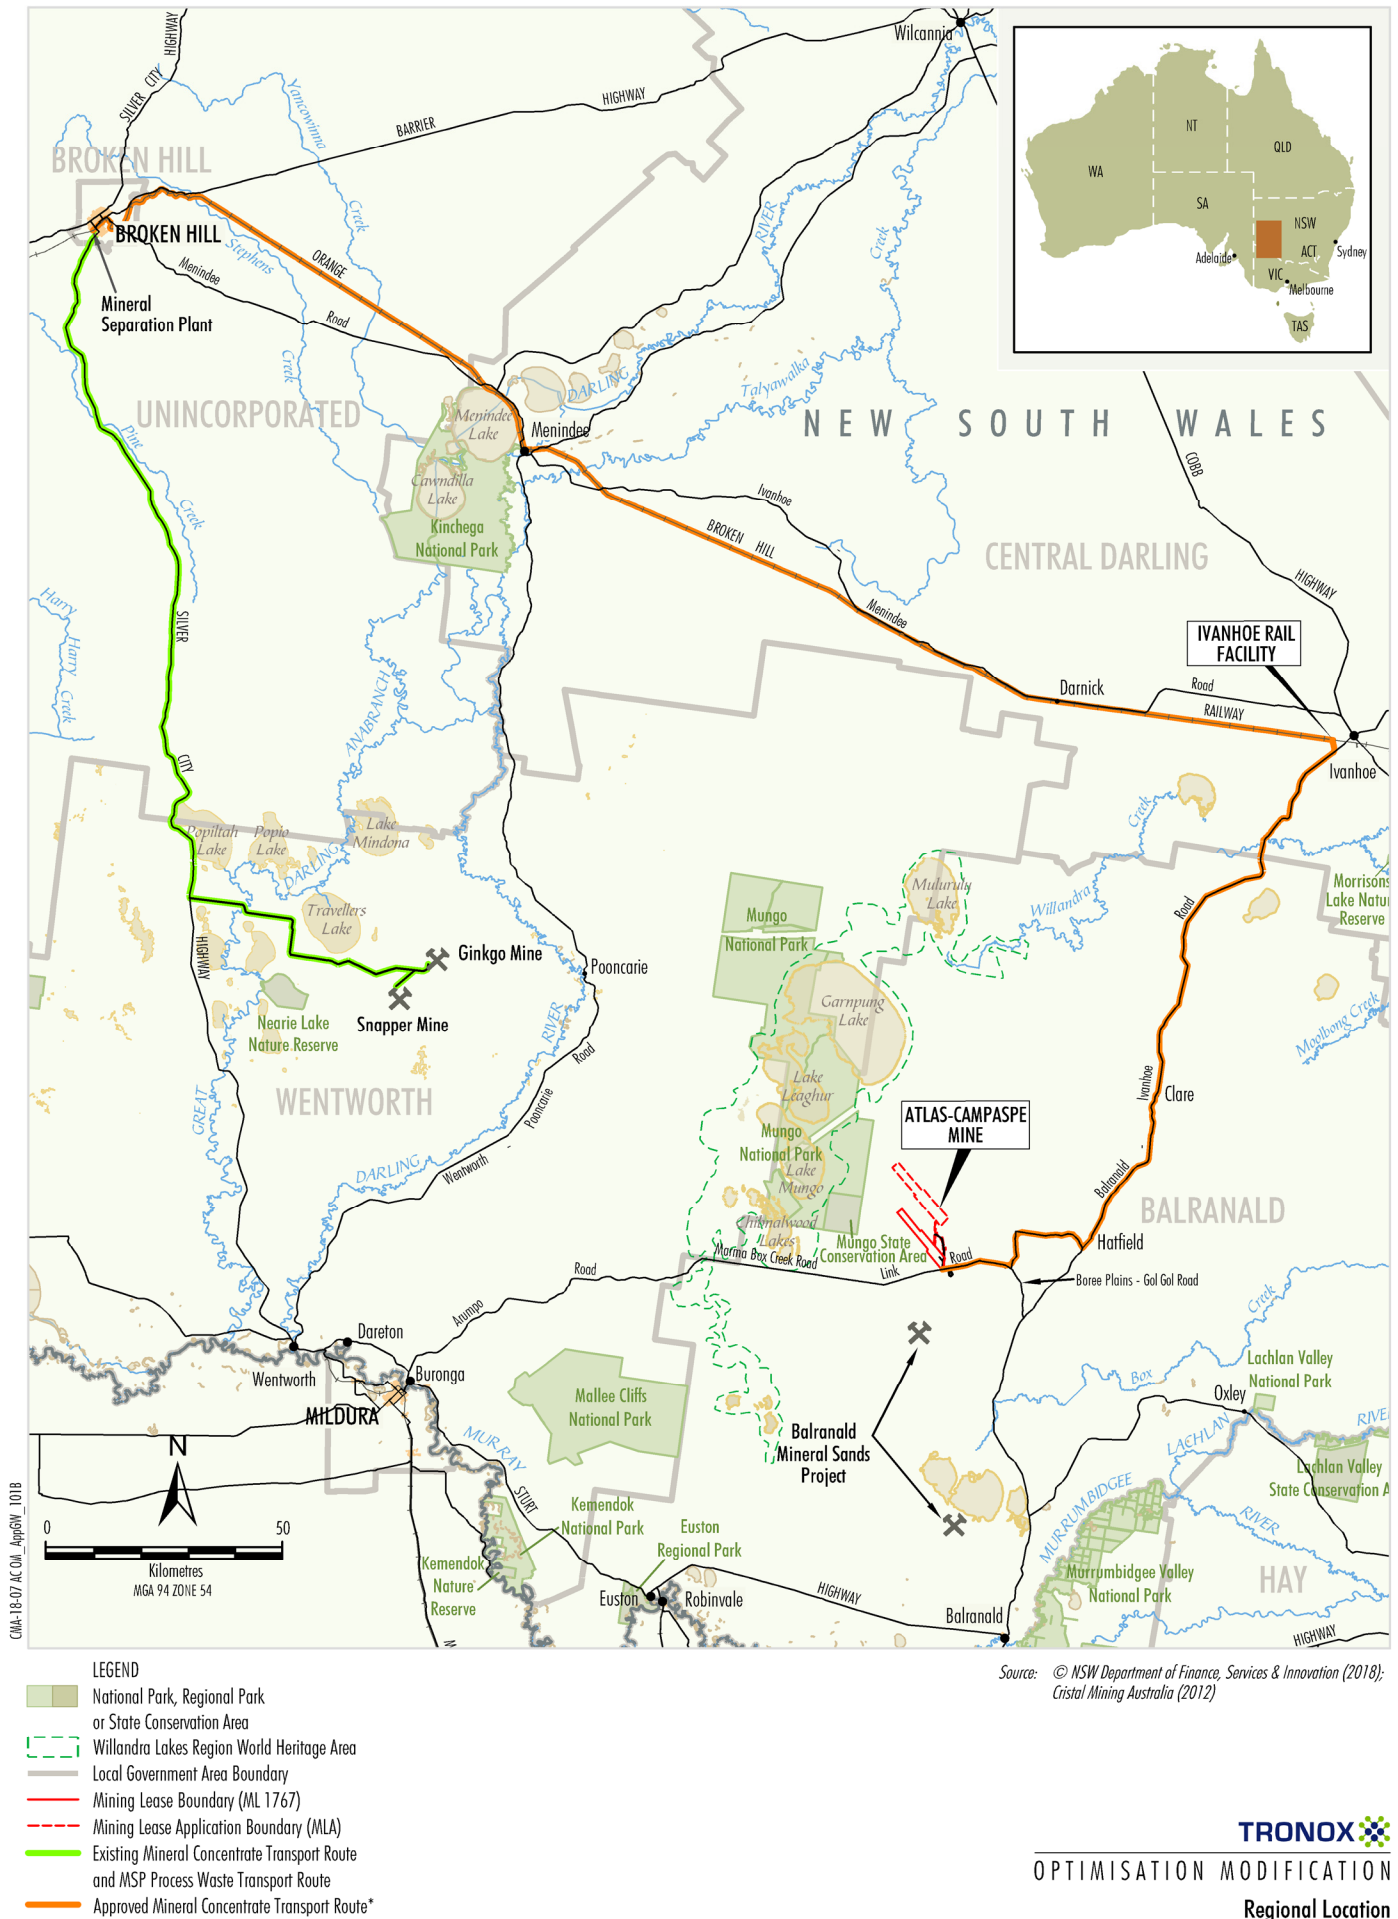 Wilcannia
SILVER CITY HIGHWAY
BARRIER HIGHWAY
Yancowinna Creek
BROKEN HILL
BROKEN HILL
Stephens Creek
Mineral
Separation Plant
Menindee Road
ORANGE
RIVER
Creek
DARLING
Talyawalka
UNINCORPORATED
Menindee
Lake
Menindee
Cawndilla
Lake
Kinchega
National Park
Pine Creek
NEW SOUTH WALES
COBB HIGHWAY
Ivanhoe
BROKEN HILL
Menindee
CENTRAL DARLING
IVANHOE RAIL
FACILITY
Darnick
Road
RAILWAY
Ivanhoe
Harry
Harry
Creek
SILVER
CITY
HIGHWAY
ANABRANCH
DARLING
GREAT
Popiltah
Lake
Popio
Lake
Lake
Mindona
Travellers
Lake
Ginkgo Mine
Snapper Mine
Nearie Lake
Nature Reserve
WENTWORTH
Pooncarie
RIVER
Road
Pooncarie
-
Wentworth
DARLING
Mungo
National Park
Mulurulu
Lake
Garnpung
Lake
Lake
Leaghur
Mungo
National Park
Lake
Mungo
Chibnalwood
Lakes
Mungo State
Conservation Area
Willandra Creek
Morrisons
Lake Natur
Reserve
Moolbong Creek
Road
Ivanhoe
-
Balranald
Clare
ATLAS-CAMPASPE
MINE
BALRANALD
Hatfield
Marma Box Creek Road
Link Road
Boree Plains - Gol Gol Road
Arumpo Road
Dareton
Wentworth
Buronga
MILDURA
Mallee Cliffs
National Park
MURRAY
STURT
Kemendok
National Park
Kemendok
Nature
Reserve
Euston
Regional Park
Euston
Robinvale
HIGHWAY
Balranald
Balranald
Mineral Sands
Project
Box Creek
Lachlan Valley
National Park
Oxley
LACHLAN
RIVE
Lachlan Valley
State Conservation A
MURRUMBIDGEE
RIVER
Murrumbidgee Valley
National Park
HAY
HIGHWAY
M
WA
NT
QLD
SA
NSW
ACT
VIC
TAS
Adelaide
Sydney
Melbourne
N
0 50
Kilometres
MGA 94 ZONE 54
CMA-18-07 ACOM_AppGW_101B
LEGEND
National Park, Regional Park
or State Conservation Area
Willandra Lakes Region World Heritage Area
Local Government Area Boundary
Mining Lease Boundary (ML 1767)
Mining Lease Application Boundary (MLA)
Existing Mineral Concentrate Transport Route
and MSP Process Waste Transport Route
Approved Mineral Concentrate Transport Route*
Source: © NSW Department of Finance, Services & Innovation (2018);
Cristal Mining Australia (2012)
TRONOX
OPTIMISATION MODIFICATION
Regional Location